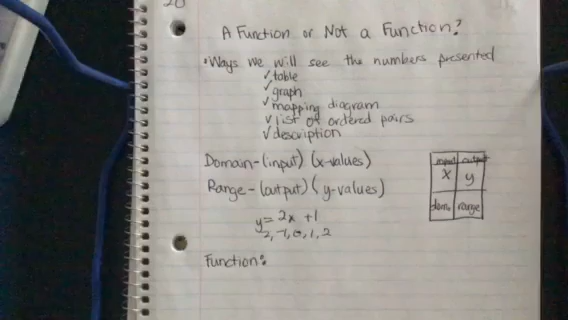 20
A Function or Not a Function?
•Ways we will see the numbers presented
✓table
✓graph
✓mapping diagram
✓list of ordered pairs
✓description
Domain-(input) (x-values)
Range-(output) (y-values)
input output
x y
dom. range
y=2x+1
2,-1,0,1,2
Function: